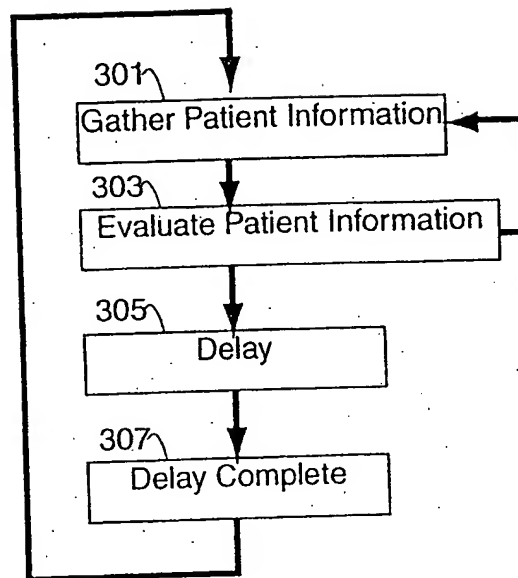 301
Gather Patient Information
303
Evaluate Patient Information
305
Delay
307
Delay Complete